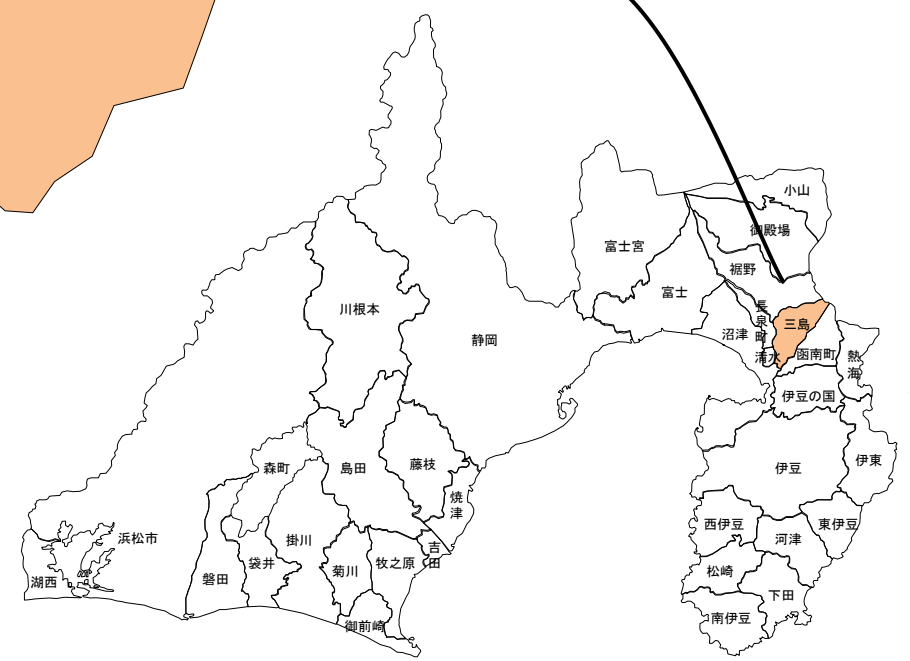 小山
御殿場
富士宮
裾野
富士
長泉町
川根本
三島
沼津
静岡
清水
函南町
熱海
伊豆の国
藤枝
伊豆
伊東
森町
島田
焼津
西伊豆
東伊豆
浜松市
掛川
河津
吉田
袋井
牧之原
菊川
松崎
磐田
湖西
下田
南伊豆
御前崎